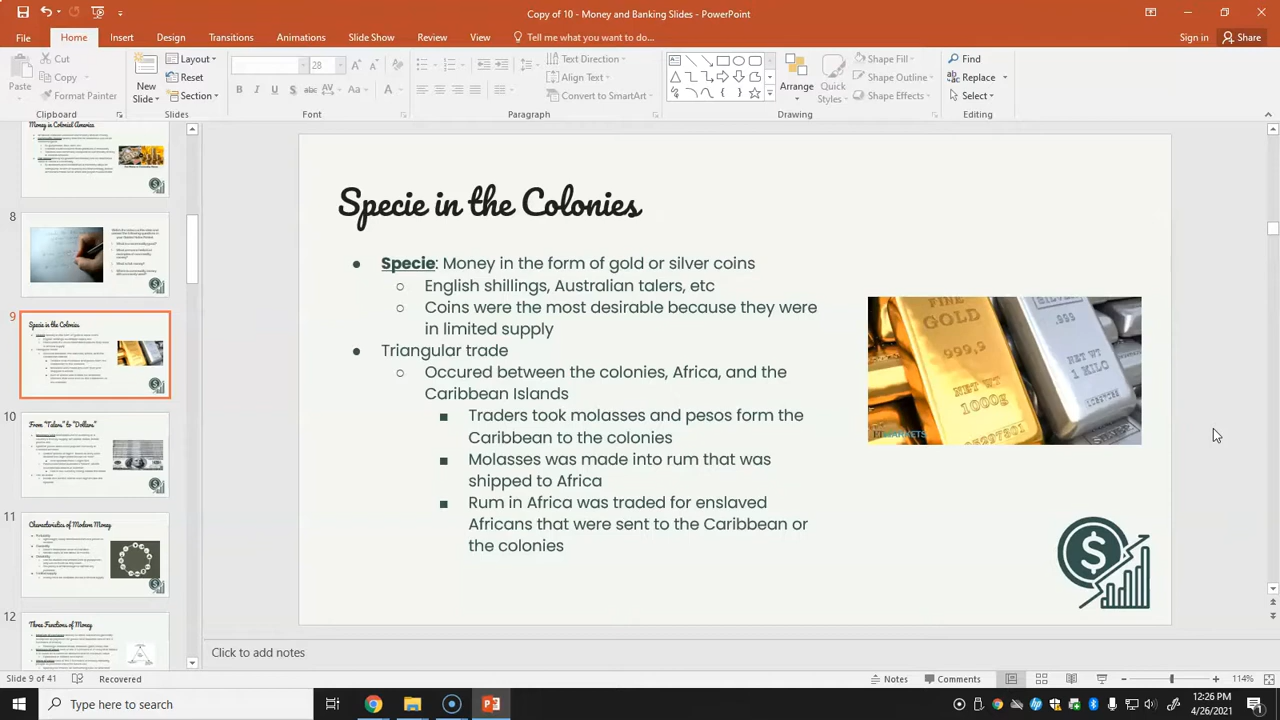 Copy of 10 - Banking Slides - PowerPoint
File Home Insert Design Transitions Animations Slide Show Review View Tell me what you want to do... Sign in Share
Paste
Cut
Copy
Format Painter
Clipboard
New Slide
Layout
Reset
Section
Slides
28
B I U S abc AV Aa A
Font
Text Direction
Align Text
Convert to SmartArt
Paragraph
Arrange
Quick Styles
Shape Fill
Shape Outline
Shape Effects
Drawing
Find
Replace
Select
Editing
Money in Colonial America
8
9
Specie in the Colonies
10
From "Talers" to "Dollars"
11
Characteristics of Modern Money
12
Three Functions of Money
Specie in the Colonies
● Specie: Money in the form of gold or silver coins
○ English shillings, Australian talers, etc
○ Coins were the most desirable because they were
in limited supply
● Triangular trade
○ Occured between the colonies, Africa, and the
Caribbean Islands
■ Traders took molasses and pesos form the
Caribbean to the colonies
■ Molasses was made into rum that was
shipped to Africa
■ Rum in Africa was traded for enslaved
Africans that were sent to the Caribbean or
the colonies
999.9
1 KILO
MARKETS
$
Click to add notes
Slide 9 of 41 Recovered Notes Comments 114%
Type here to search
12:26 PM
4/26/2021